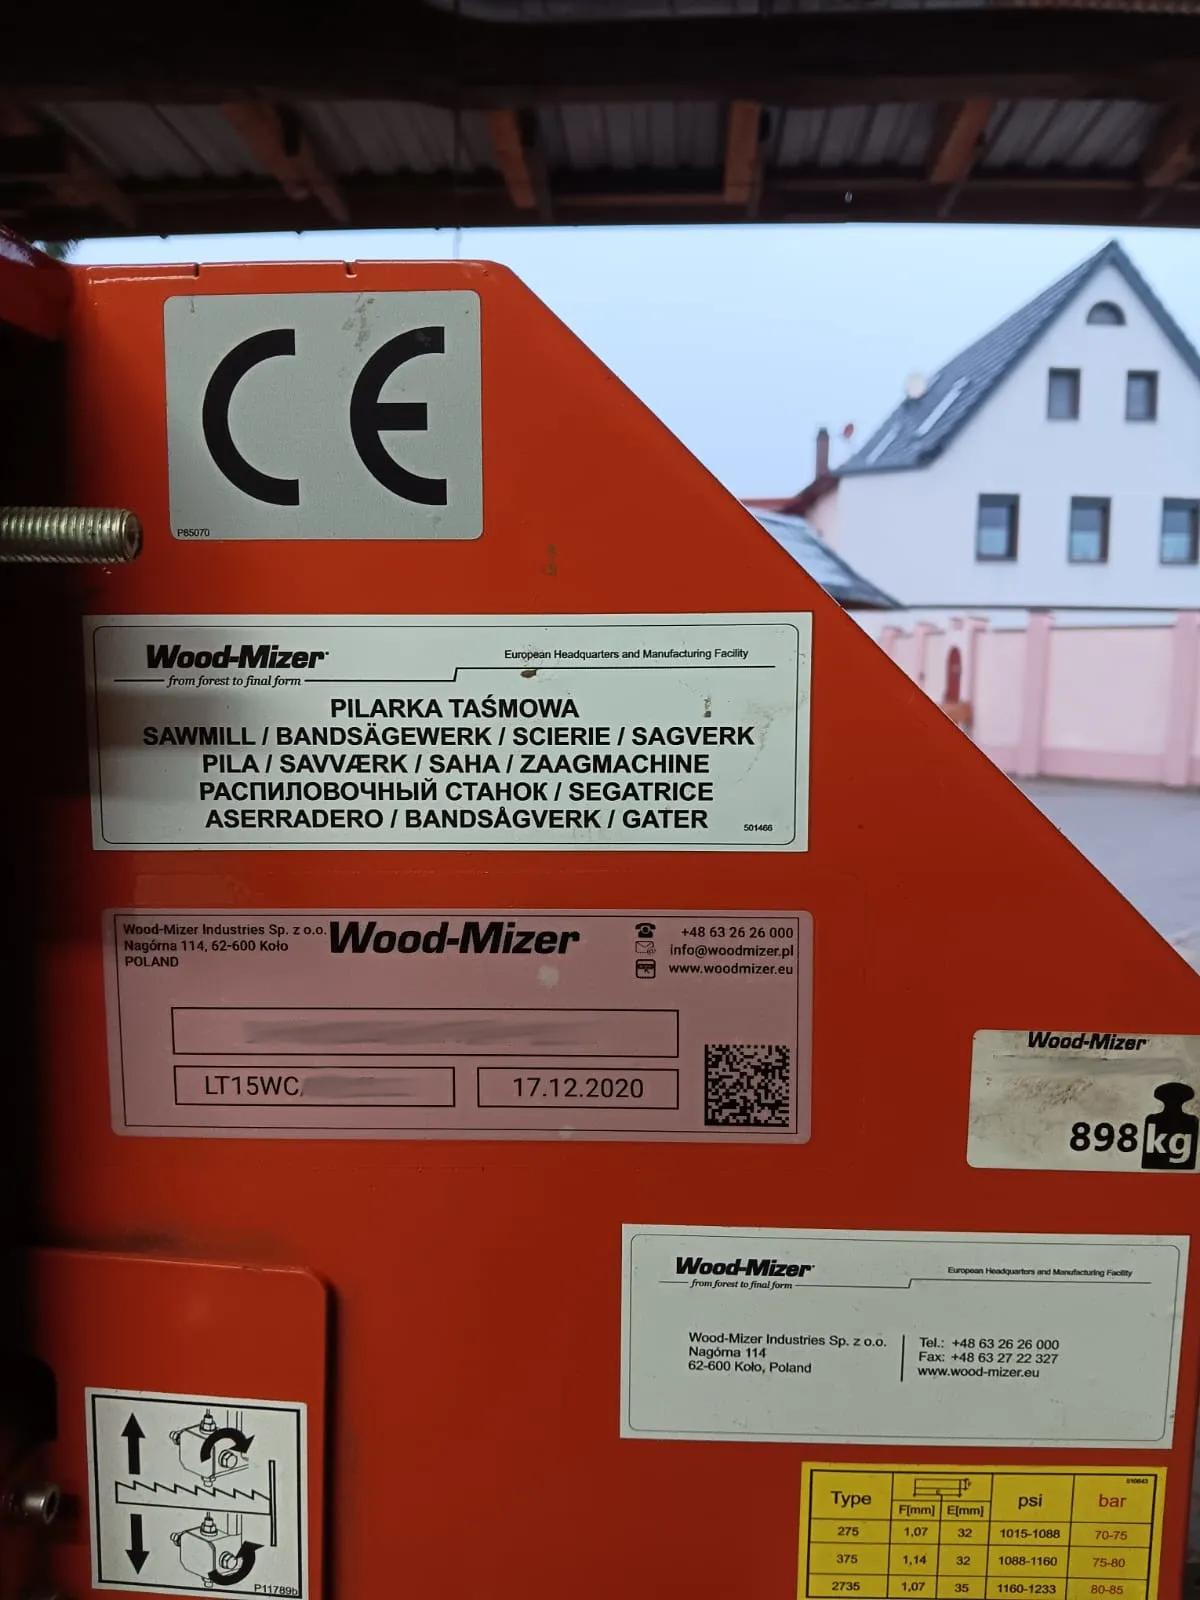 CE
P85070
Wood-Mizer
from forest to final form
European Headquarters and Manufacturing Facility
PILARKA TAŚMOWA
SAWMILL / BANDSÄGEWERK / SCIERIE / SAGVERK
PILA / SAVVÆRK / SAHA / ZAAGMACHINE
РАСПИЛОВОЧНЫЙ СТАНОК / SEGATRICE
ASERRADERO / BANDSÅGVERK / GATER
501466
Wood-Mizer Industries Sp. z o.o.
Nagórna 114, 62-600 Koło
POLAND
Wood-Mizer
+48 63 26 26 000
info@woodmizer.pl
www.woodmizer.eu
LT15WC
17.12.2020
Wood-Mizer
898 kg
Wood-Mizer
from forest to final form
European Headquarters and Manufacturing Facility
Wood-Mizer Industries Sp. z o.o.
Nagórna 114
62-600 Koło, Poland
Tel.: +48 63 26 26 000
Fax: +48 63 27 22 327
www.wood-mizer.eu
P11789b
Type F[mm] E[mm] psi bar
275 1,07 32 1015-1088 70-75
375 1,14 32 1088-1160 75-80
2735 1,07 35 1160-1233 80-85